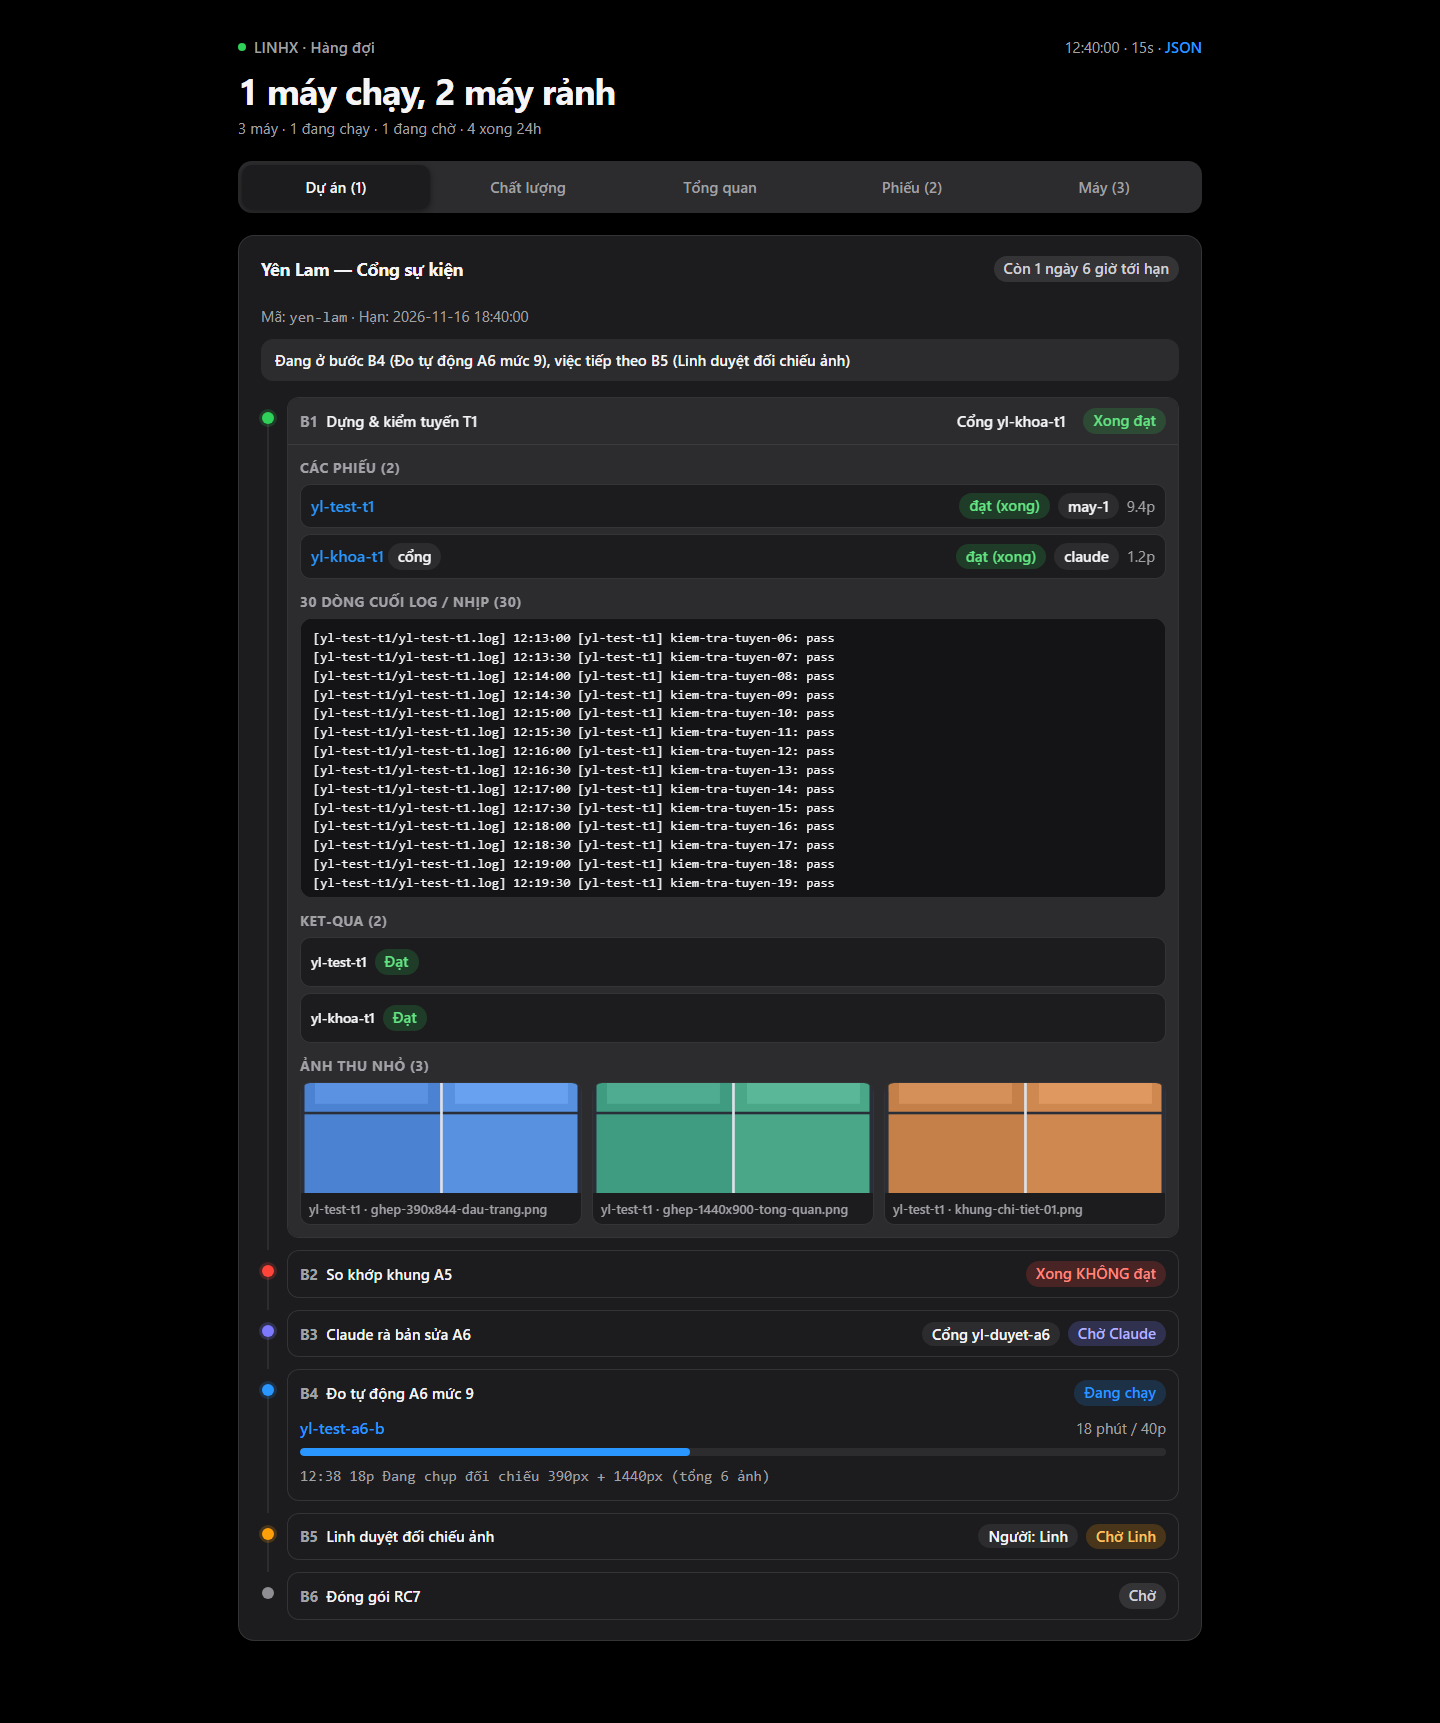 LINHX · Hàng đợi
12:40:00 · 15s · JSON
1 máy chạy, 2 máy rảnh
3 máy · 1 đang chạy · 1 đang chờ · 4 xong 24h
Dự án (1)
Chất lượng
Tổng quan
Phiếu (2)
Máy (3)
Yên Lam — Cổng sự kiện
Còn 1 ngày 6 giờ tới hạn
Mã: yen-lam · Hạn: 2026-11-16 18:40:00
Đang ở bước B4 (Đo tự động A6 mức 9), việc tiếp theo B5 (Linh duyệt đối chiếu ảnh)
B1 Dựng & kiểm tuyến T1
Cổng yl-khoa-t1
Xong đạt
CÁC PHIẾU (2)
yl-test-t1
đạt (xong)
may-1
9.4p
yl-khoa-t1 cổng
đạt (xong)
claude
1.2p
30 DÒNG CUỐI LOG / NHỊP (30)
[yl-test-t1/yl-test-t1.log] 12:13:00 [yl-test-t1] kiem-tra-tuyen-06: pass
[yl-test-t1/yl-test-t1.log] 12:13:30 [yl-test-t1] kiem-tra-tuyen-07: pass
[yl-test-t1/yl-test-t1.log] 12:14:00 [yl-test-t1] kiem-tra-tuyen-08: pass
[yl-test-t1/yl-test-t1.log] 12:14:30 [yl-test-t1] kiem-tra-tuyen-09: pass
[yl-test-t1/yl-test-t1.log] 12:15:00 [yl-test-t1] kiem-tra-tuyen-10: pass
[yl-test-t1/yl-test-t1.log] 12:15:30 [yl-test-t1] kiem-tra-tuyen-11: pass
[yl-test-t1/yl-test-t1.log] 12:16:00 [yl-test-t1] kiem-tra-tuyen-12: pass
[yl-test-t1/yl-test-t1.log] 12:16:30 [yl-test-t1] kiem-tra-tuyen-13: pass
[yl-test-t1/yl-test-t1.log] 12:17:00 [yl-test-t1] kiem-tra-tuyen-14: pass
[yl-test-t1/yl-test-t1.log] 12:17:30 [yl-test-t1] kiem-tra-tuyen-15: pass
[yl-test-t1/yl-test-t1.log] 12:18:00 [yl-test-t1] kiem-tra-tuyen-16: pass
[yl-test-t1/yl-test-t1.log] 12:18:30 [yl-test-t1] kiem-tra-tuyen-17: pass
[yl-test-t1/yl-test-t1.log] 12:19:00 [yl-test-t1] kiem-tra-tuyen-18: pass
[yl-test-t1/yl-test-t1.log] 12:19:30 [yl-test-t1] kiem-tra-tuyen-19: pass
KET-QUA (2)
yl-test-t1 Đạt
yl-khoa-t1 Đạt
ẢNH THU NHỎ (3)
yl-test-t1 · ghep-390x844-dau-trang.png
yl-test-t1 · ghep-1440x900-tong-quan.png
yl-test-t1 · khung-chi-tiet-01.png
B2 So khớp khung A5
Xong KHÔNG đạt
B3 Claude rà bản sửa A6
Cổng yl-duyet-a6
Chờ Claude
B4 Đo tự động A6 mức 9
Đang chạy
yl-test-a6-b
18 phút / 40p
12:38 18p Đang chụp đối chiếu 390px + 1440px (tổng 6 ảnh)
B5 Linh duyệt đối chiếu ảnh
Người: Linh
Chờ Linh
B6 Đóng gói RC7
Chờ